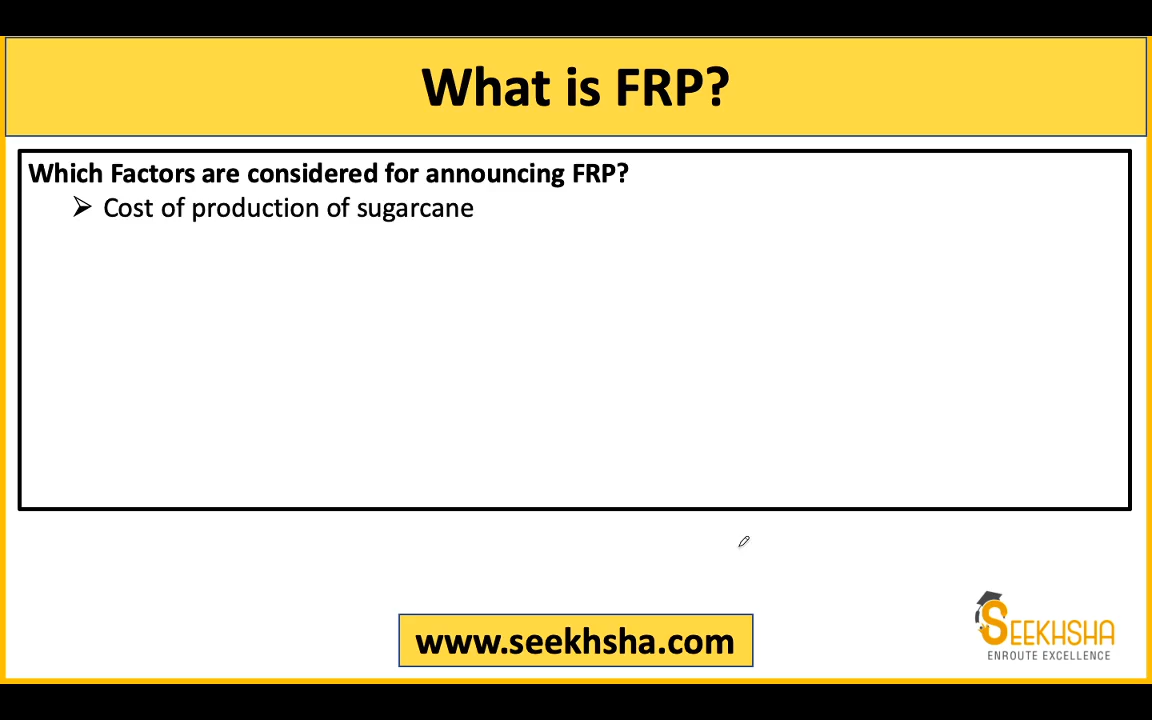 What is FRP?
Which Factors are considered for announcing FRP?
➢ Cost of production of sugarcane
www.seekhsha.com
SEEKHSHA
ENROUTE EXCELLENCE